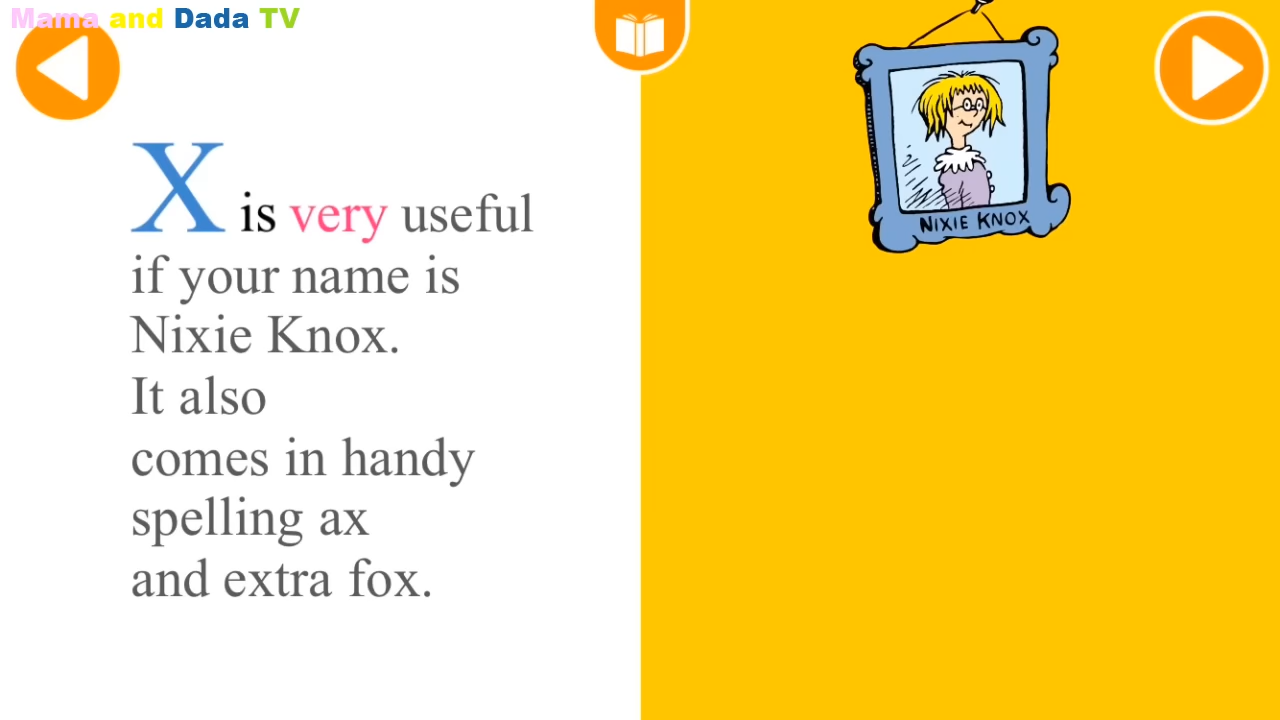 Mama and Dada TV
X is very useful
if your name is
Nixie Knox.
It also
comes in handy
spelling ax
and extra fox.
NIXIE KNOX